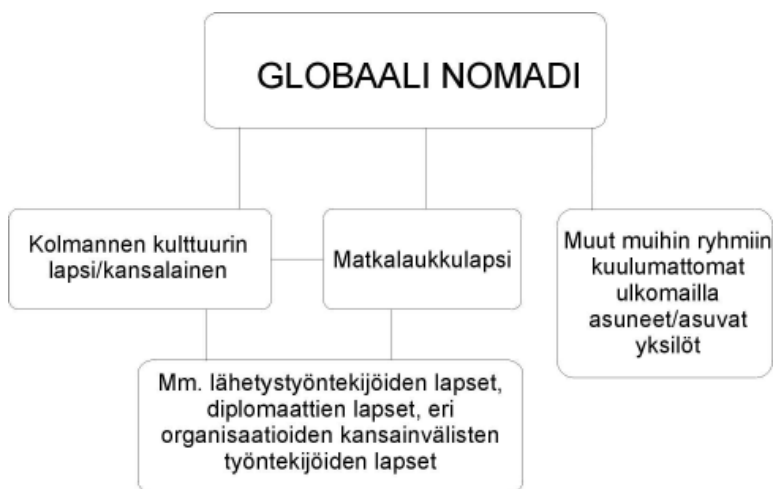 GLOBAALI NOMADI
Kolmannen kulttuurin
lapsi/kansalainen
Matkalaukkulapsi
Muut muihin ryhmiin
kuulumattomat
ulkomailla
asuneet/asuvat
yksilöt
Mm. lähetystyöntekijöiden lapset,
diplomaattien lapset, eri
organisaatioiden kansainvälisten
työntekijöiden lapset